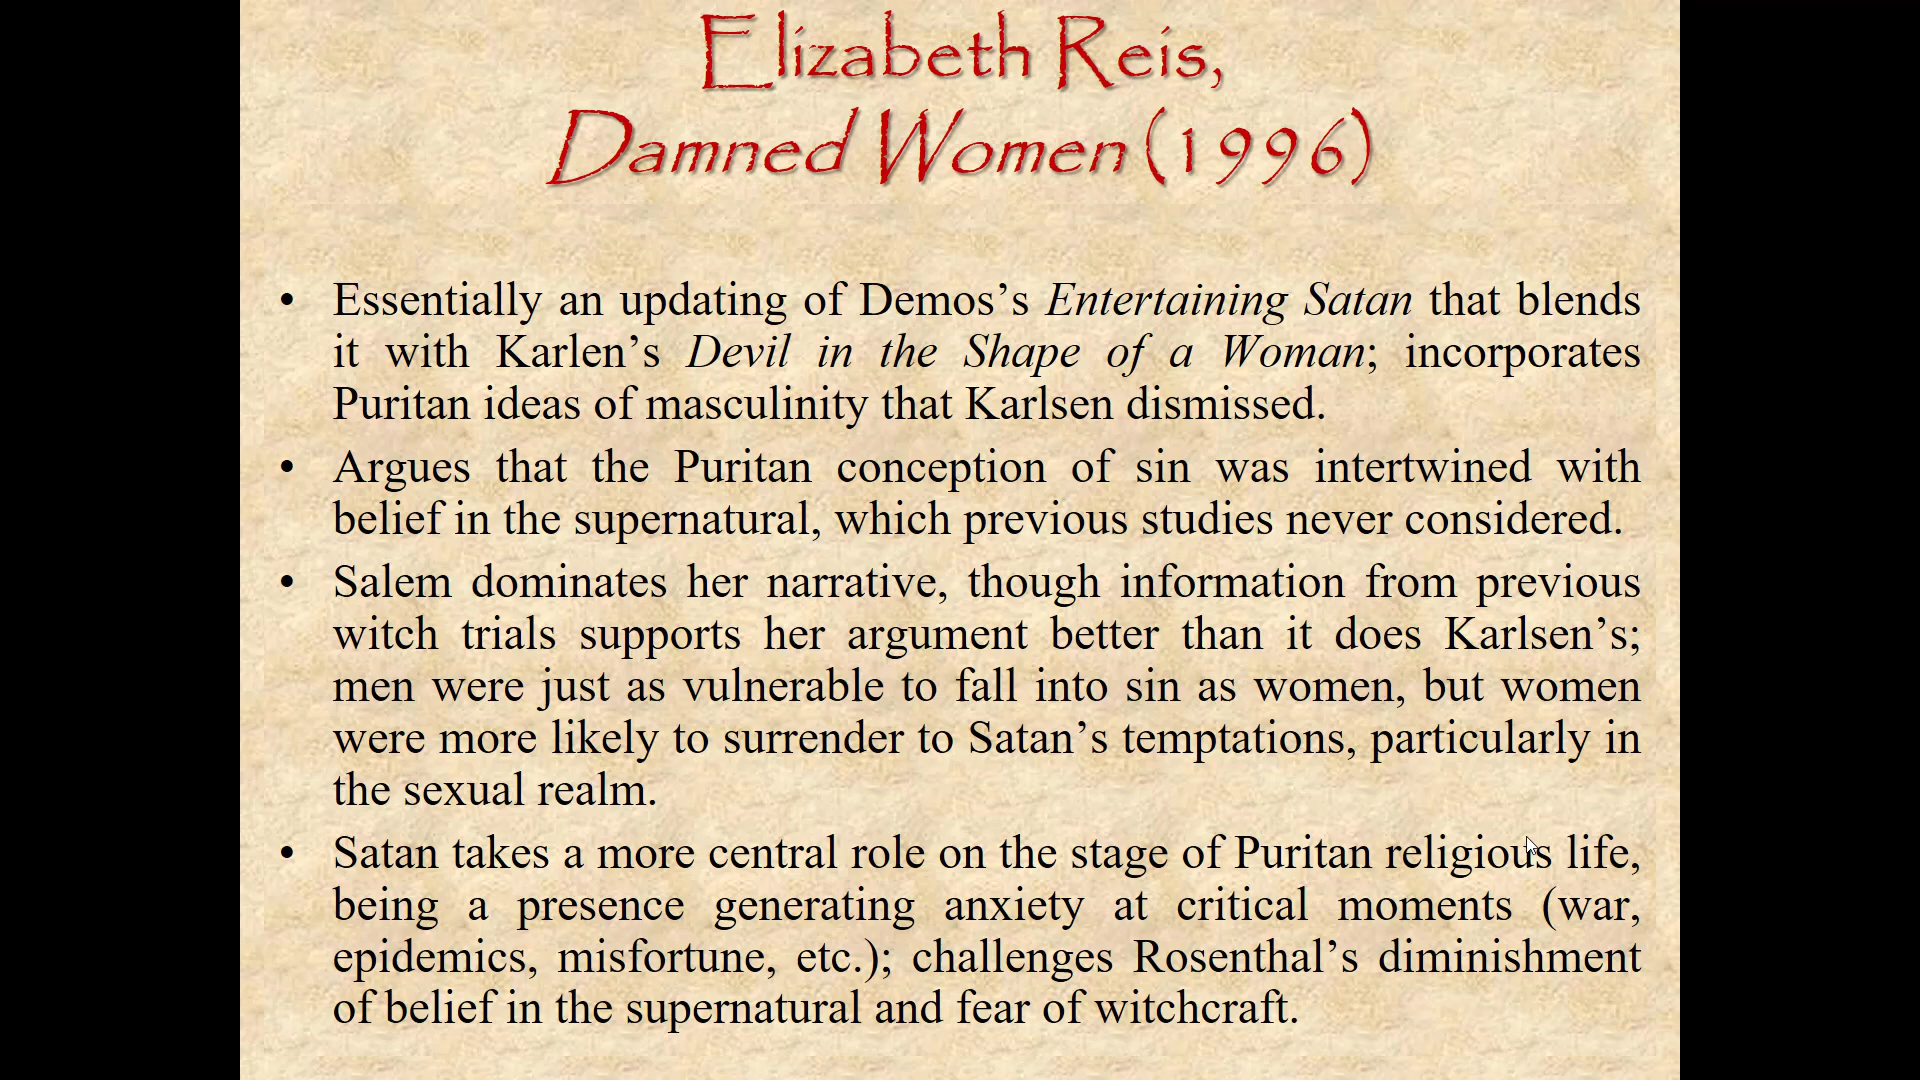 Elizabeth Reis,
Damned Women (1996)
• Essentially an updating of Demos’s Entertaining Satan that blends
it with Karlen’s Devil in the Shape of a Woman; incorporates
Puritan ideas of masculinity that Karlsen dismissed.
• Argues that the Puritan conception of sin was intertwined with
belief in the supernatural, which previous studies never considered.
• Salem dominates her narrative, though information from previous
witch trials supports her argument better than it does Karlsen’s;
men were just as vulnerable to fall into sin as women, but women
were more likely to surrender to Satan’s temptations, particularly in
the sexual realm.
• Satan takes a more central role on the stage of Puritan religious life,
being a presence generating anxiety at critical moments (war,
epidemics, misfortune, etc.); challenges Rosenthal’s diminishment
of belief in the supernatural and fear of witchcraft.